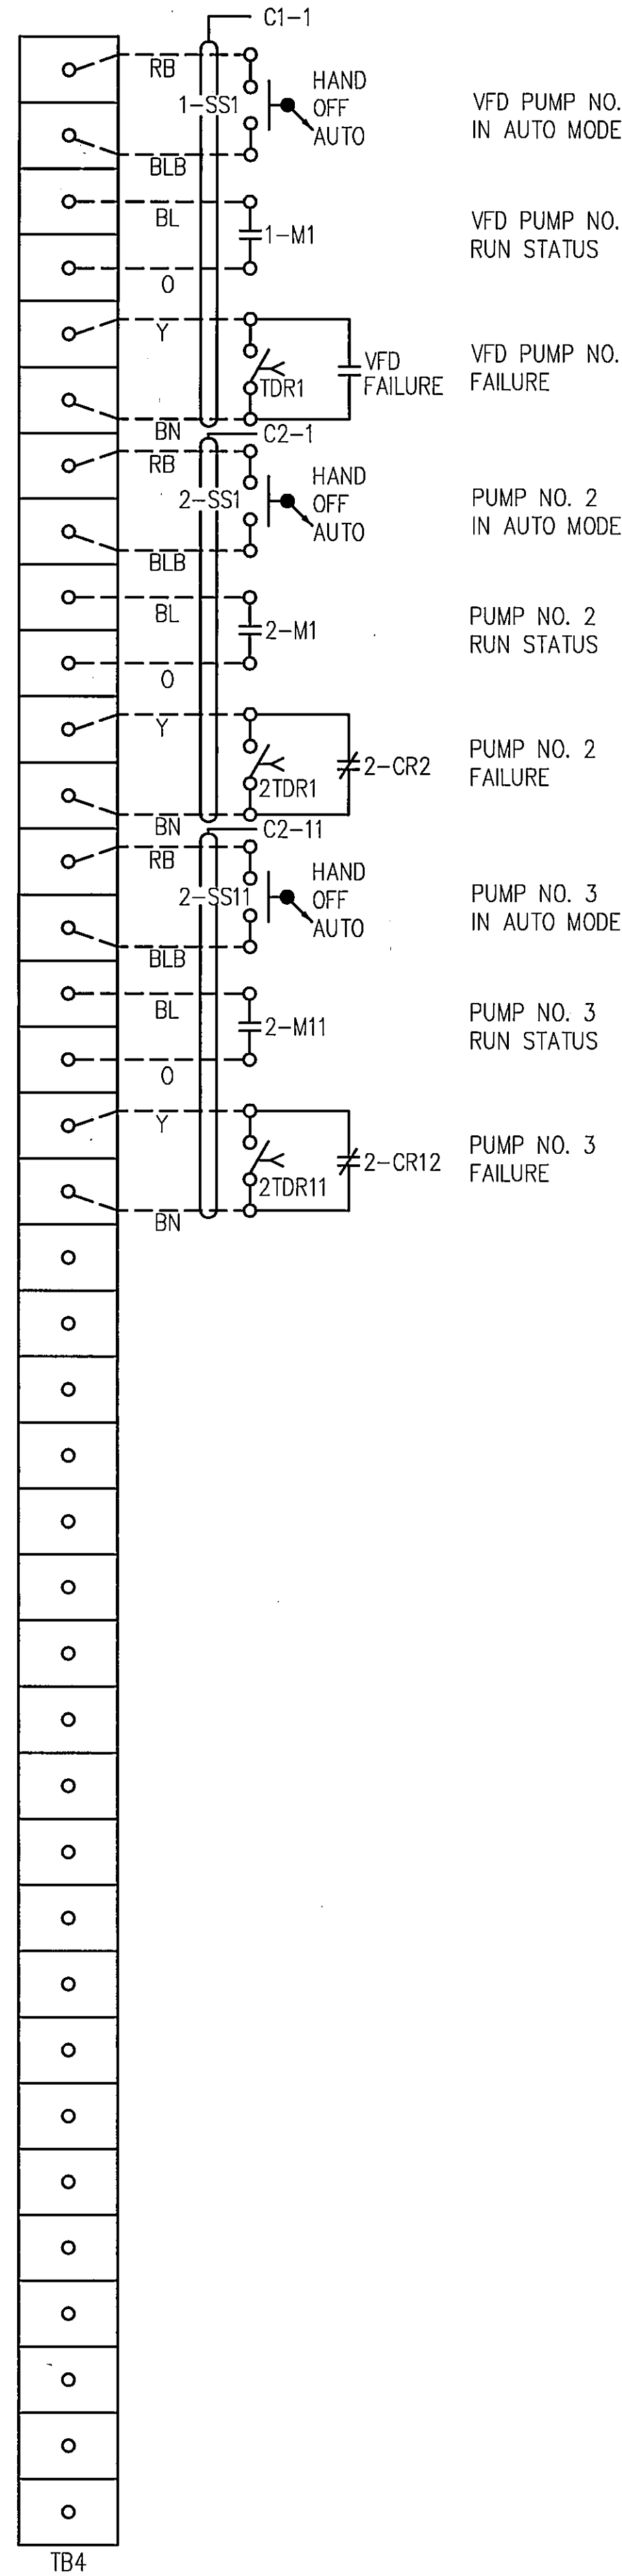 C1-1
RB
1-SS1
HAND
OFF
AUTO
VFD PUMP NO.
IN AUTO MODE
BLB
BL
1-M1
VFD PUMP NO.
RUN STATUS
O
Y
TDR1
VFD
FAILURE
VFD PUMP NO.
FAILURE
BN
C2-1
RB
2-SS1
HAND
OFF
AUTO
PUMP NO. 2
IN AUTO MODE
BLB
BL
2-M1
PUMP NO. 2
RUN STATUS
O
Y
2TDR1
2-CR2
PUMP NO. 2
FAILURE
BN
C2-11
RB
2-SS11
HAND
OFF
AUTO
PUMP NO. 3
IN AUTO MODE
BLB
BL
2-M11
PUMP NO. 3
RUN STATUS
O
Y
2TDR11
2-CR12
PUMP NO. 3
FAILURE
BN
TB4